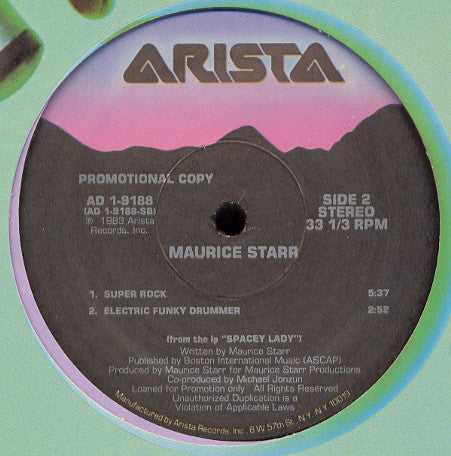 ARISTA
PROMOTIONAL COPY
AD 1-9188
(AD 1-9188-SB)
℗ 1983 Arista
Records, Inc.
SIDE 2
STEREO
33 1/3 RPM
MAURICE STARR
1. SUPER ROCK 5:37
2. ELECTRIC FUNKY DRUMMER 2:52
(from the lp "SPACEY LADY")
Written by Maurice Starr
Published by Boston International Music (ASCAP)
Produced by Maurice Starr for Maurice Starr Productions
Co-produced by Michael Jonzun
Loaned for Promotion only All Rights Reserved
Unauthorized Duplication is a
Violation of Applicable Laws
Manufactured by Arista Records, Inc., 6 W 57th St., N.Y., N.Y. 10019